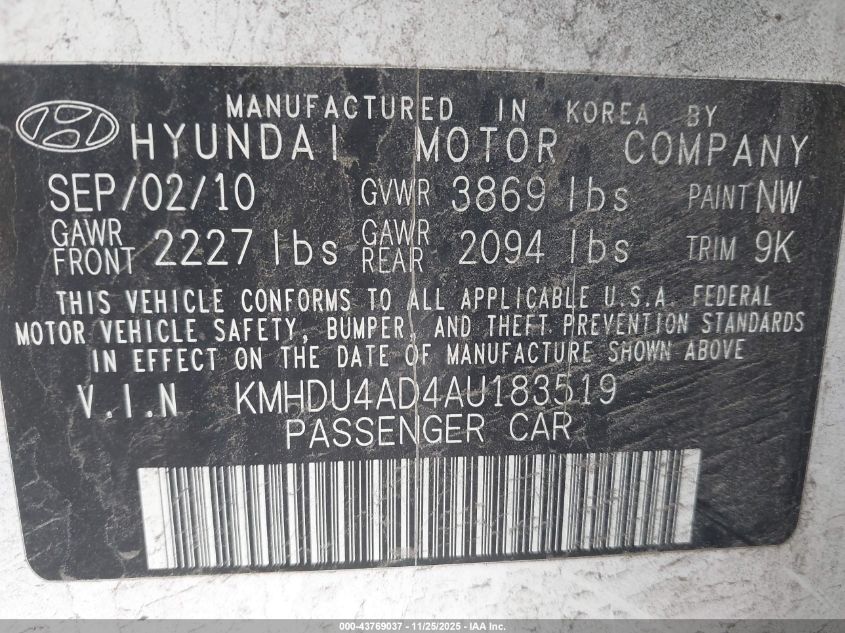 MANUFACTURED IN KOREA BY
HYUNDAI MOTOR COMPANY
SEP/02/10 GVWR 3869 lbs PAINT NW
GAWR FRONT 2227 lbs GAWR REAR 2094 lbs TRIM 9K
THIS VEHICLE CONFORMS TO ALL APPLICABLE U.S.A. FEDERAL
MOTOR VEHICLE SAFETY, BUMPER, AND THEFT PREVENTION STANDARDS
IN EFFECT ON THE DATE OF MANUFACTURE SHOWN ABOVE
V.I.N KMHDU4AD4AU183519
PASSENGER CAR
000-43769037 - 11/25/2025 - IAA Inc.